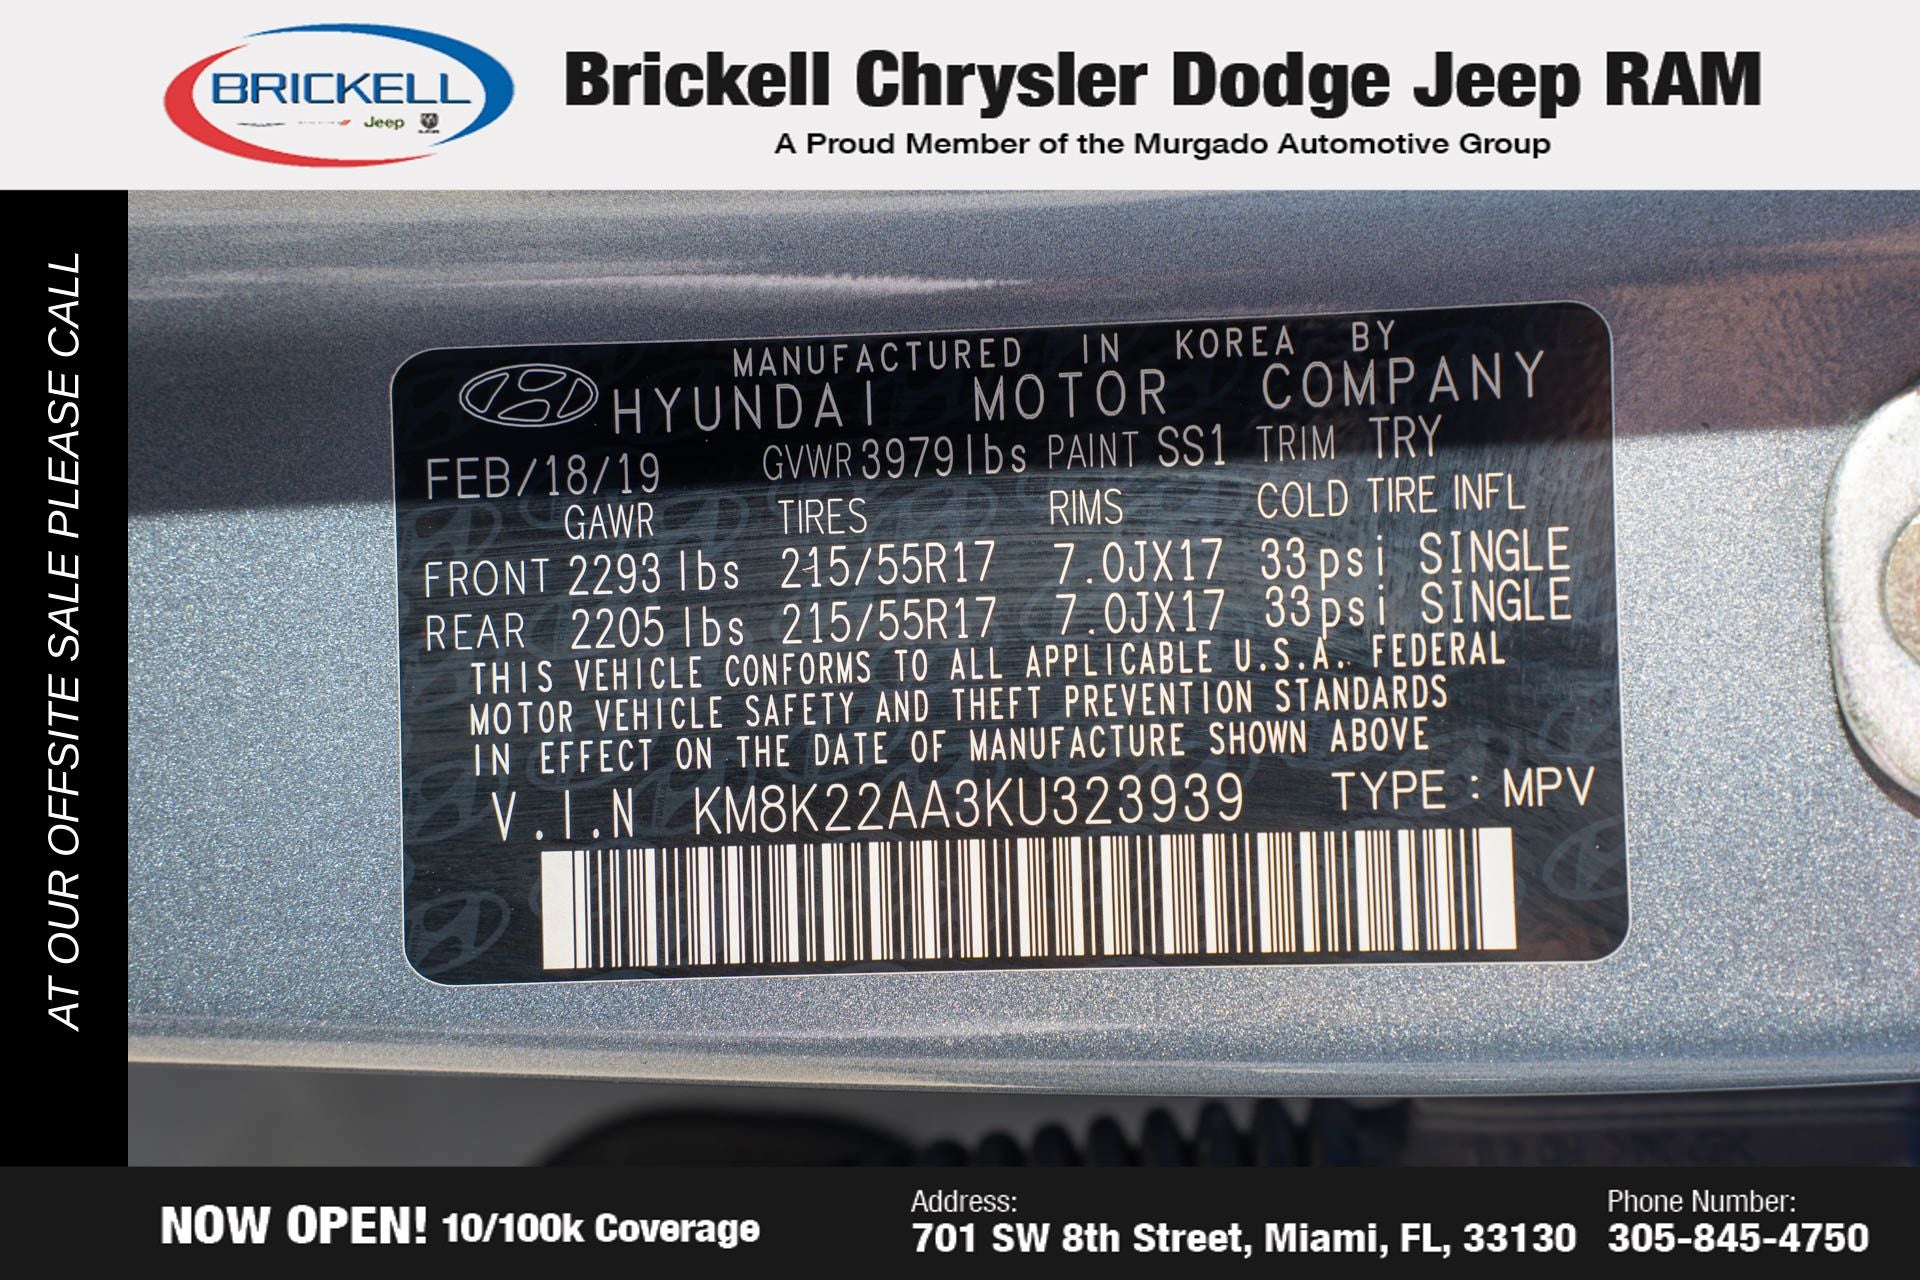 BRICKELL
Jeep
RAM
Brickell Chrysler Dodge Jeep RAM
A Proud Member of the Murgado Automotive Group
AT OUR OFFSITE SALE PLEASE CALL
MANUFACTURED IN KOREA BY
HYUNDAI MOTOR COMPANY
FEB/18/19 GVWR 3979 lbs PAINT SS1 TRIM TRY
GAWR TIRES RIMS COLD TIRE INFL
FRONT 2293 lbs 215/55R17 7.0JX17 33psi SINGLE
REAR 2205 lbs 215/55R17 7.0JX17 33psi SINGLE
THIS VEHICLE CONFORMS TO ALL APPLICABLE U.S.A. FEDERAL
MOTOR VEHICLE SAFETY AND THEFT PREVENTION STANDARDS
IN EFFECT ON THE DATE OF MANUFACTURE SHOWN ABOVE
V.I.N KM8K22AA3KU323939 TYPE : MPV
NOW OPEN! 10/100k Coverage
Address:
701 SW 8th Street, Miami, FL, 33130
Phone Number:
305-845-4750